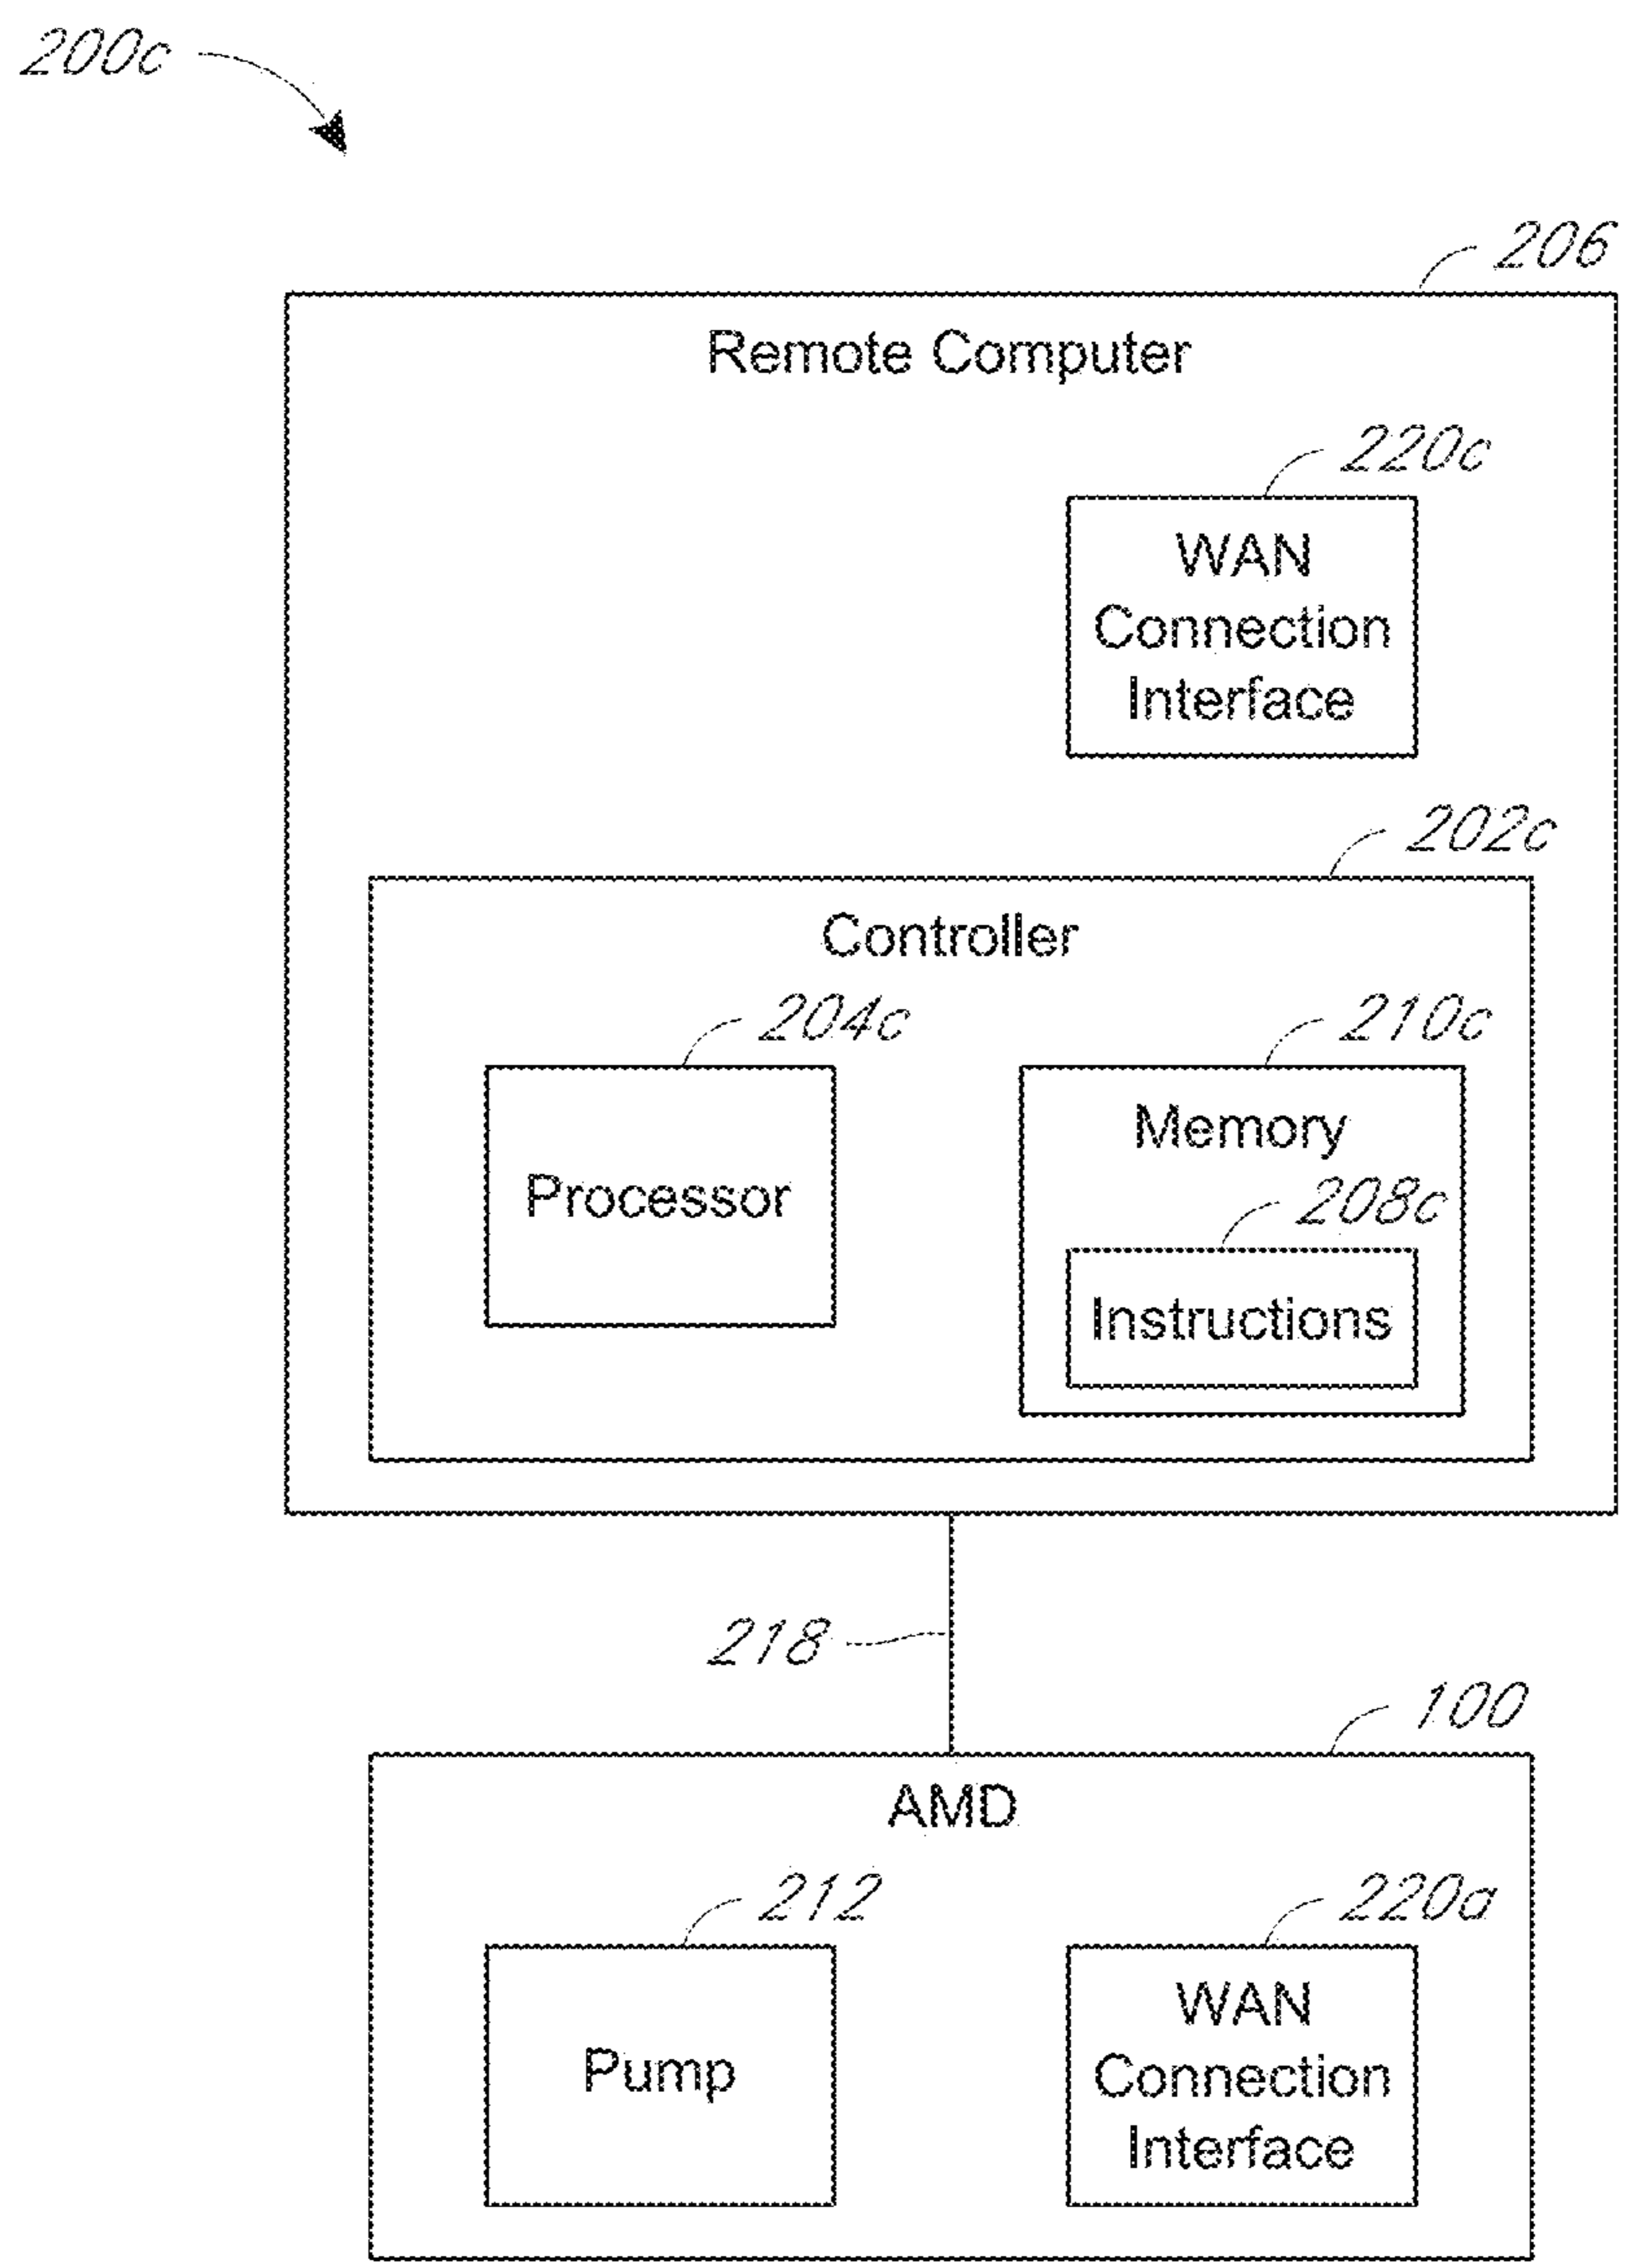 200c
206
Remote Computer
220c
WAN
Connection
Interface
202c
Controller
204c
210c
Processor
Memory
208c
Instructions
218
100
AMD
212
220a
Pump
WAN
Connection
Interface